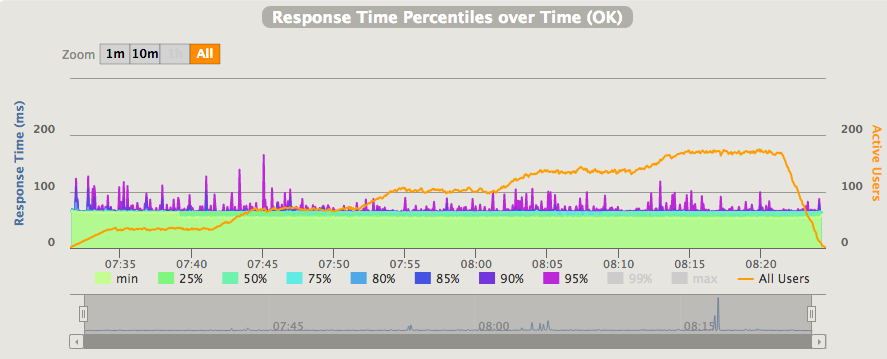 Response Time Percentiles over Time (OK)
Zoom 1m 10m 1h All
Response Time (ms)
200
100
0
200
100
0
Active Users
07:35 07:40 07:45 07:50 07:55 08:00 08:05 08:10 08:15 08:20
min 25% 50% 75% 80% 85% 90% 95% 99% max All Users
07:45 08:00 08:15